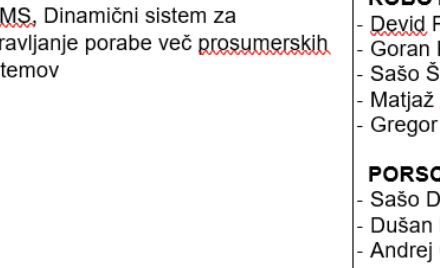 MS, Dinamični sistem za
ravljanje porabe več prosumerskih
temov
- Devid
- Goran
- Sašo Š
- Matjaž
- Gregor
PORSC
- Sašo D
- Dušan
- Andrej